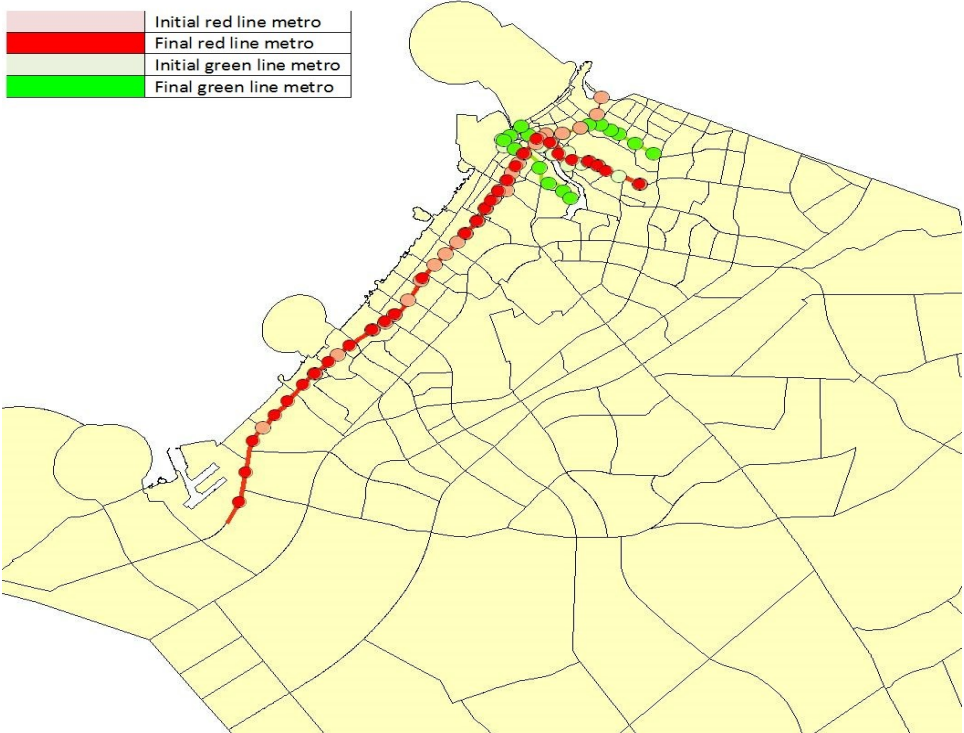 Initial red line metro
Final red line metro
Initial green line metro
Final green line metro